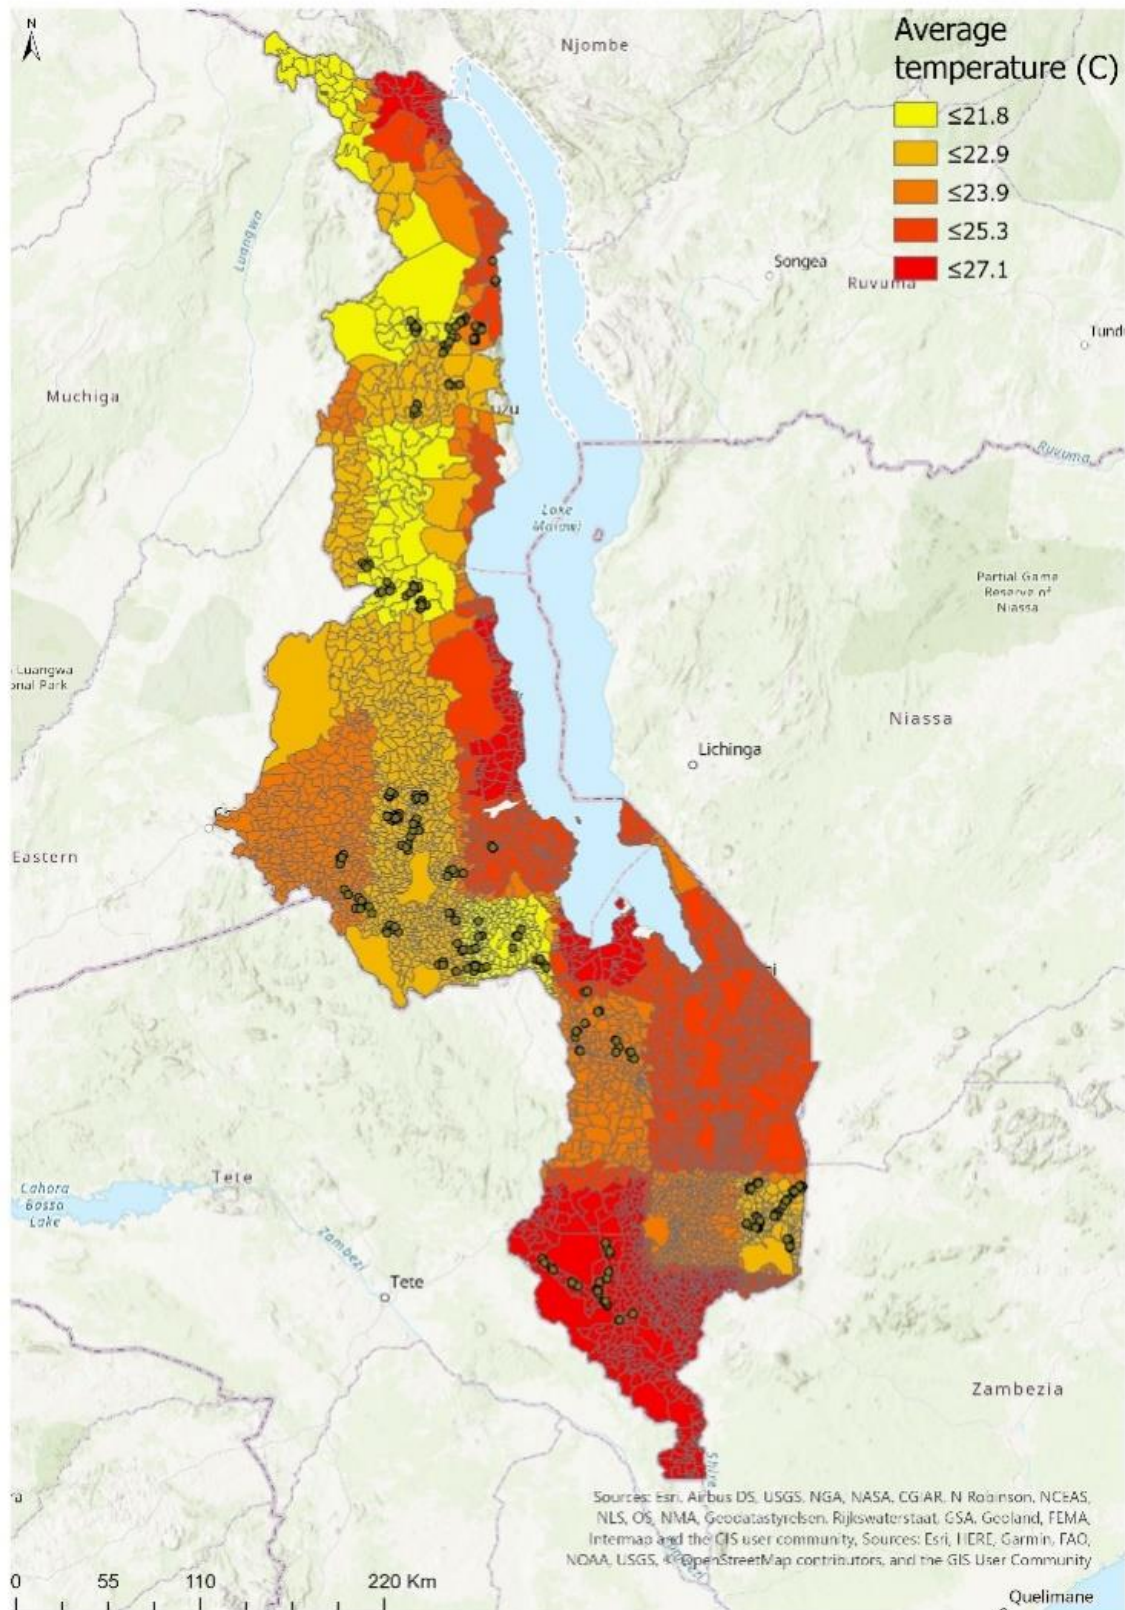 N
Average
temperature (C)
≤21.8
≤22.9
≤23.9
≤25.3
≤27.1
Njombe
Luangwa
Songea
Ruvuma
Muchiga
uzu
Ruvuma
Lake
Malawi
Partial Game
Reserve of
Niassa
Luangwa
onal Park
Niassa
Lichinga
Eastern
Tete
Cahora
Bassa
Lake
Zambezi
Tete
Zambezia
Shire
Sources: Esri, Airbus DS, USGS, NGA, NASA, CGIAR, N Robinson, NCEAS,
NLS, OS, NMA, Geodatastyrelsen, Rijkswaterstaat, GSA, Geoland, FEMA,
Intermap and the GIS user community, Sources: Esri, HERE, Garmin, FAO,
NOAA, USGS, © OpenStreetMap contributors, and the GIS User Community
0 55 110 220 Km
Quelimane